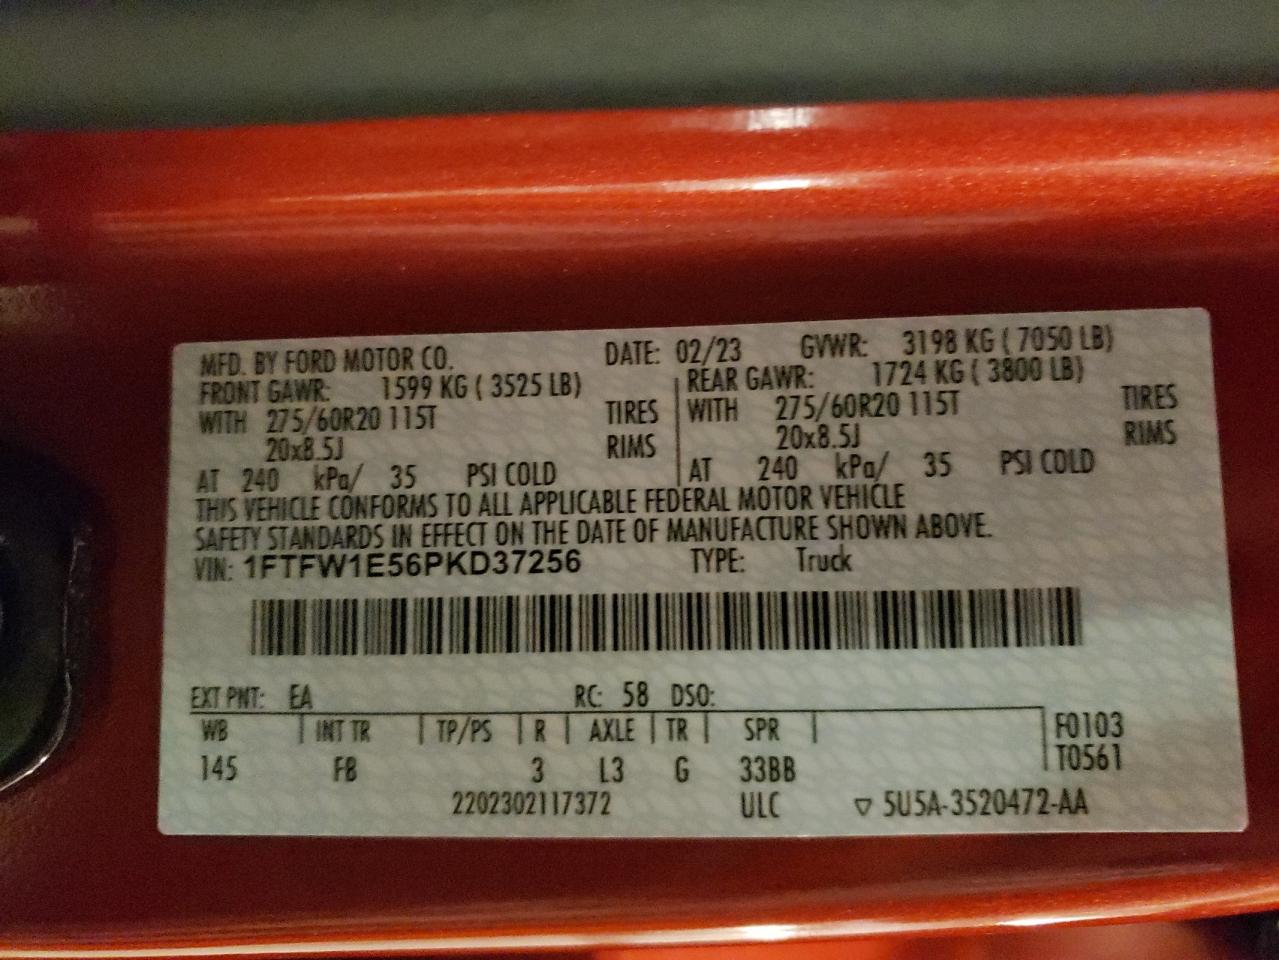 MFD. BY FORD MOTOR CO. DATE: 02/23 GVWR: 3198 KG ( 7050 LB)
FRONT GAWR: 1599 KG ( 3525 LB) REAR GAWR: 1724 KG ( 3800 LB)
WITH 275/60R20 115T TIRES WITH 275/60R20 115T TIRES
20x8.5J RIMS 20x8.5J RIMS
AT 240 kPa/ 35 PSI COLD AT 240 kPa/ 35 PSI COLD
THIS VEHICLE CONFORMS TO ALL APPLICABLE FEDERAL MOTOR VEHICLE
SAFETY STANDARDS IN EFFECT ON THE DATE OF MANUFACTURE SHOWN ABOVE.
VIN: 1FTFW1E56PKD37256 TYPE: Truck
EXT PNT: EA RC: 58 DSO:
WB INT TR TP/PS R AXLE TR SPR F0103
145 FB 3 L3 G 33BB T0561
2202302117372 ULC ▽ 5U5A-3520472-AA